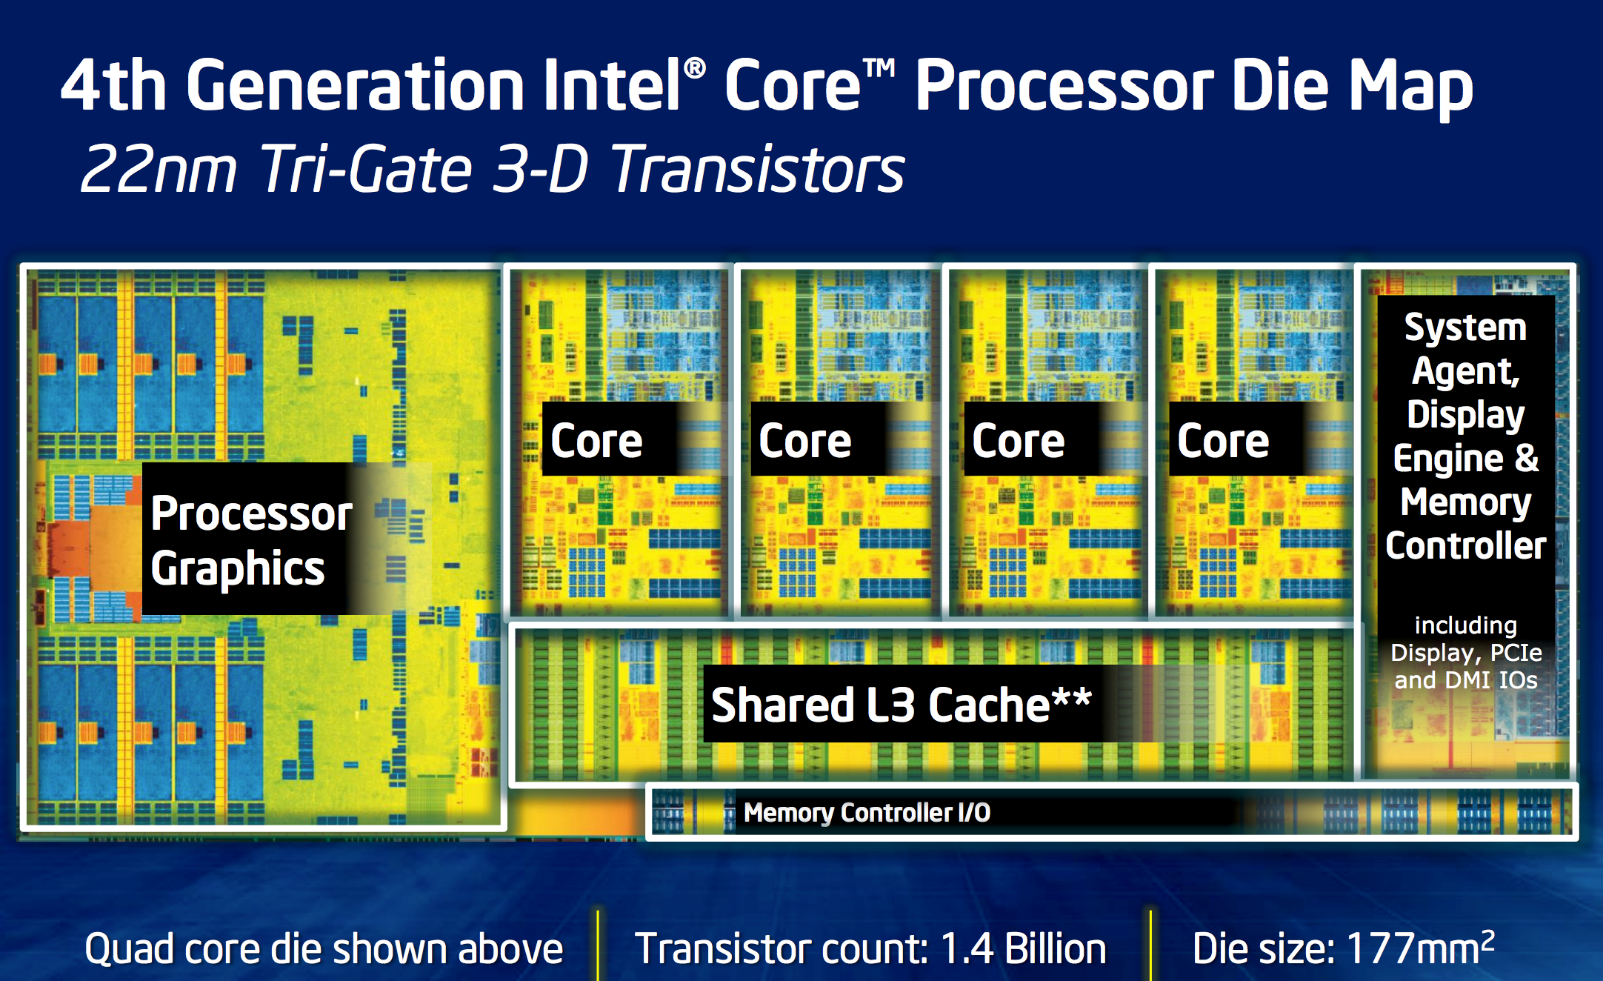 4th Generation Intel® Core™ Processor Die Map
22nm Tri-Gate 3-D Transistors
Processor
Graphics
Core
Core
Core
Core
System
Agent,
Display
Engine &
Memory
Controller
including
Display, PCIe
and DMI IOs
Shared L3 Cache**
Memory Controller I/O
Quad core die shown above
Transistor count: 1.4 Billion
Die size: 177mm²